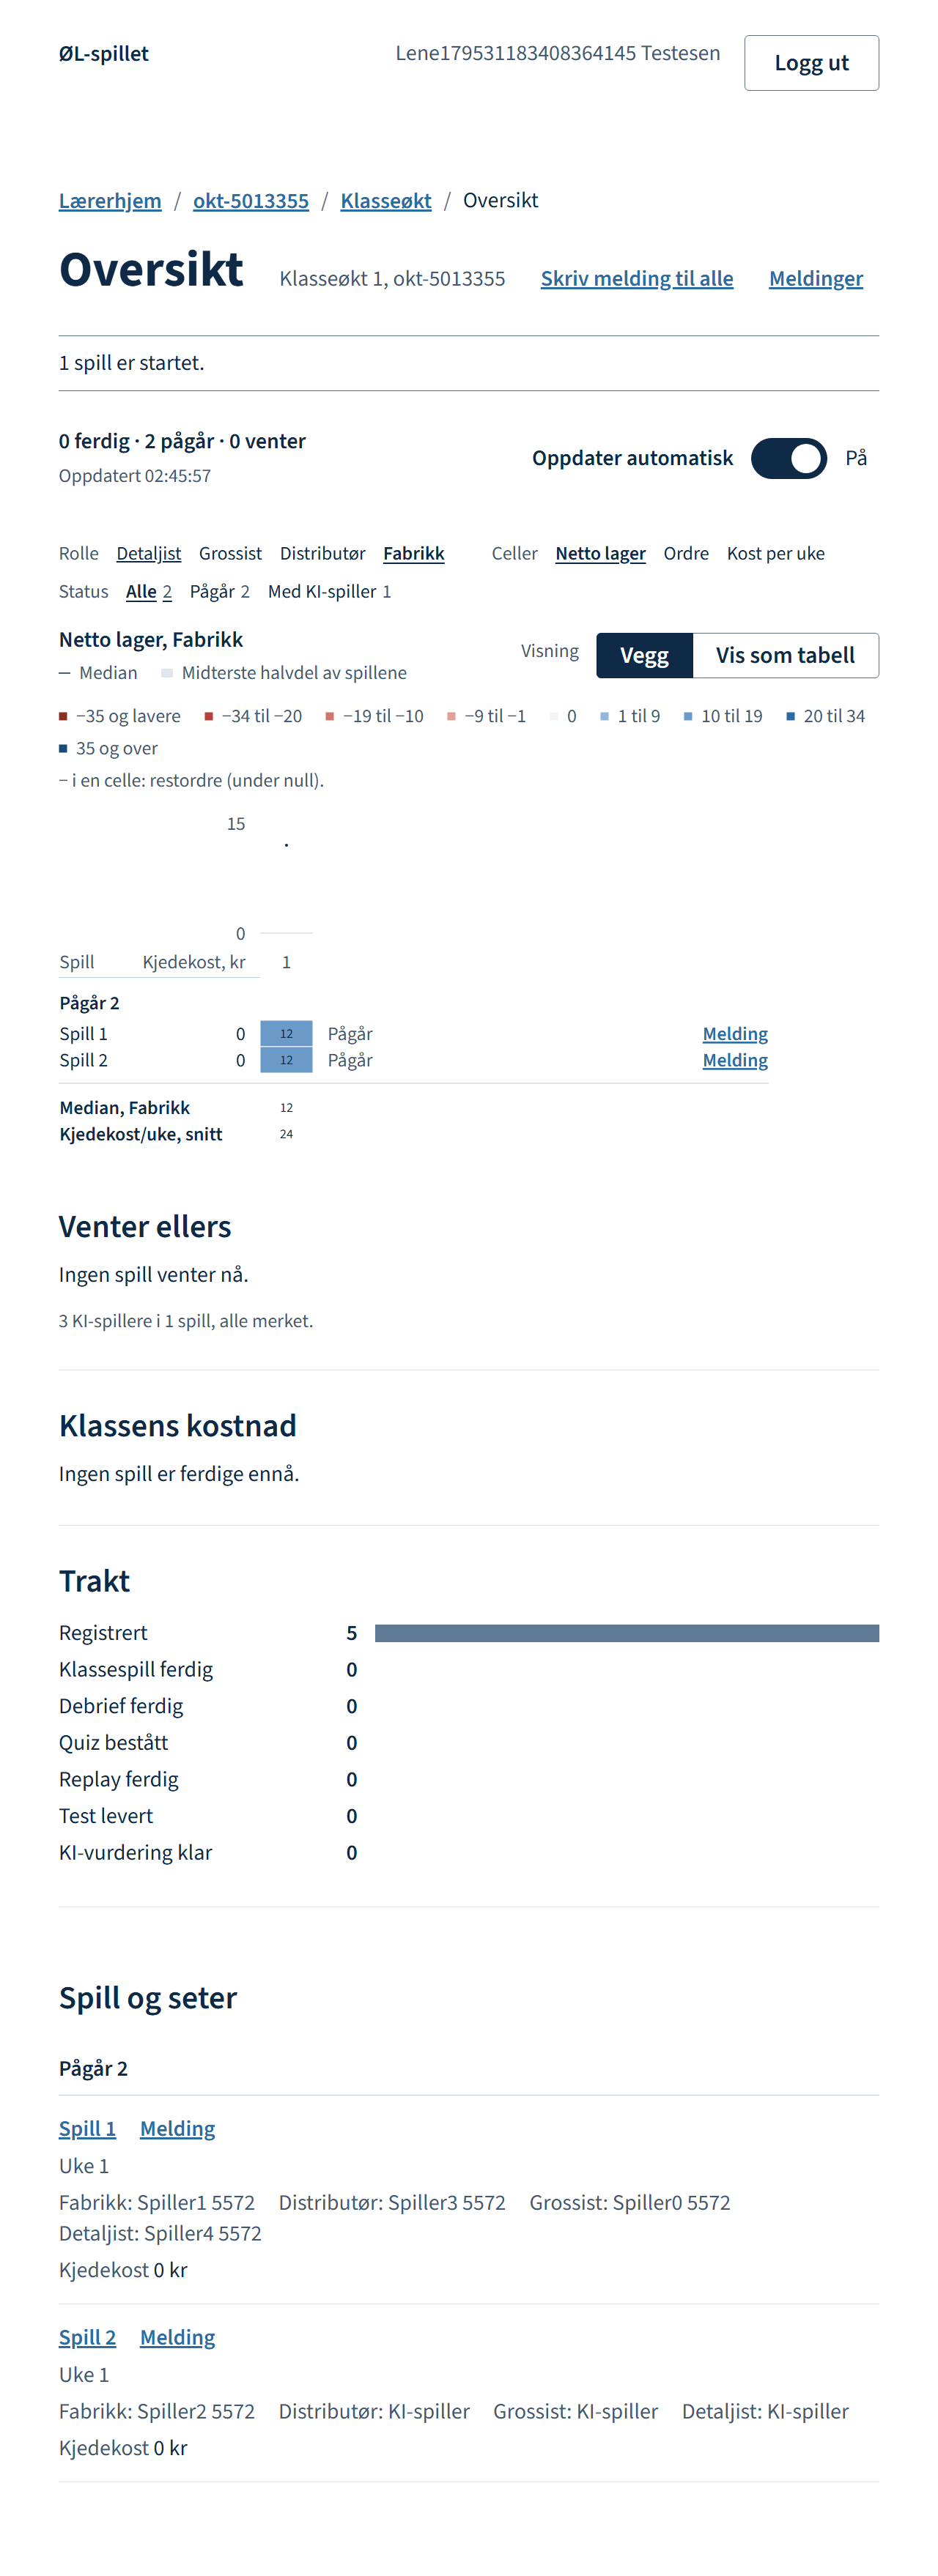 ØL-spillet Lene179531183408364145 Testesen Logg ut
Lærerhjem / okt-5013355 / Klasseøkt / Oversikt
Oversikt Klasseøkt 1, okt-5013355 Skriv melding til alle Meldinger
1 spill er startet.
0 ferdig · 2 pågår · 0 venter
Oppdatert 02:45:57
Oppdater automatisk På
Rolle Detaljist Grossist Distributør Fabrikk Celler Netto lager Ordre Kost per uke
Status Alle 2 Pågår 2 Med KI-spiller 1
Netto lager, Fabrikk
Median Midterste halvdel av spillene
Visning Vegg Vis som tabell
−35 og lavere −34 til −20 −19 til −10 −9 til −1 0 1 til 9 10 til 19 20 til 34
35 og over
− i en celle: restordre (under null).
15
0
Spill Kjedekost, kr 1
Pågår 2
Spill 1 0 12 Pågår Melding
Spill 2 0 12 Pågår Melding
Median, Fabrikk 12
Kjedekost/uke, snitt 24
Venter ellers
Ingen spill venter nå.
3 KI-spillere i 1 spill, alle merket.
Klassens kostnad
Ingen spill er ferdige ennå.
Trakt
Registrert 5
Klassespill ferdig 0
Debrief ferdig 0
Quiz bestått 0
Replay ferdig 0
Test levert 0
KI-vurdering klar 0
Spill og seter
Pågår 2
Spill 1 Melding
Uke 1
Fabrikk: Spiller1 5572 Distributør: Spiller3 5572 Grossist: Spiller0 5572
Detaljist: Spiller4 5572
Kjedekost 0 kr
Spill 2 Melding
Uke 1
Fabrikk: Spiller2 5572 Distributør: KI-spiller Grossist: KI-spiller Detaljist: KI-spiller
Kjedekost 0 kr